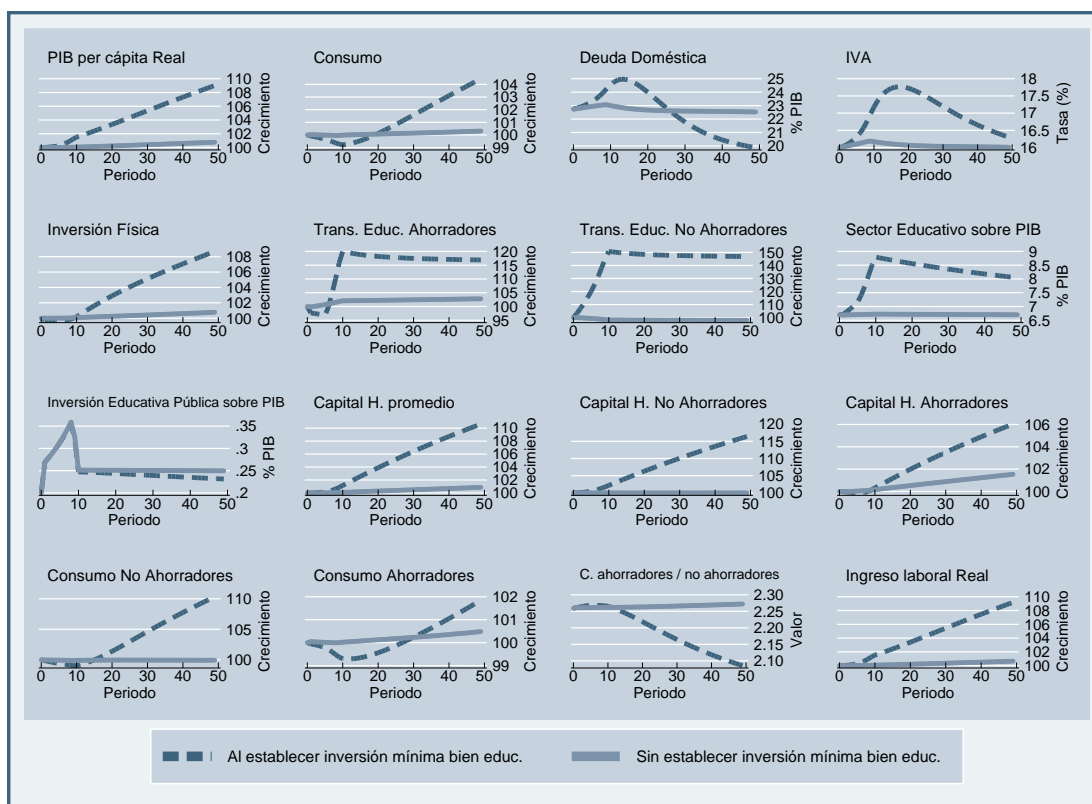 PIB per cápita Real
110
108
106
104
102
100
Crecimiento
0 10 20 30 40 50
Periodo
Consumo
104
103
102
101
100
99
Crecimiento
0 10 20 30 40 50
Periodo
Deuda Doméstica
25
24
23
22
21
20
% PIB
0 10 20 30 40 50
Periodo
IVA
18
17.5
17
16.5
16
Tasa (%)
0 10 20 30 40 50
Periodo
Inversión Física
108
106
104
102
100
Crecimiento
0 10 20 30 40 50
Periodo
Trans. Educ. Ahorradores
120
115
110
105
100
95
Crecimiento
0 10 20 30 40 50
Periodo
Trans. Educ. No Ahorradores
150
140
130
120
110
100
Crecimiento
0 10 20 30 40 50
Periodo
Sector Educativo sobre PIB
9
8.5
8
7.5
7
6.5
% PIB
0 10 20 30 40 50
Periodo
Inversión Educativa Pública sobre PIB
.35
.3
.25
.2
% PIB
0 10 20 30 40 50
Periodo
Capital H. promedio
110
108
106
104
102
100
Crecimiento
0 10 20 30 40 50
Periodo
Capital H. No Ahorradores
120
115
110
105
100
Crecimiento
0 10 20 30 40 50
Periodo
Capital H. Ahorradores
106
104
102
100
Crecimiento
0 10 20 30 40 50
Periodo
Consumo No Ahorradores
110
105
100
Crecimiento
0 10 20 30 40 50
Periodo
Consumo Ahorradores
102
101
100
99
Crecimiento
0 10 20 30 40 50
Periodo
C. ahorradores / no ahorradores
2.30
2.25
2.20
2.15
2.10
Valor
0 10 20 30 40 50
Periodo
Ingreso laboral Real
110
108
106
104
102
100
Crecimiento
0 10 20 30 40 50
Periodo
Al establecer inversión mínima bien educ.
Sin establecer inversión mínima bien educ.